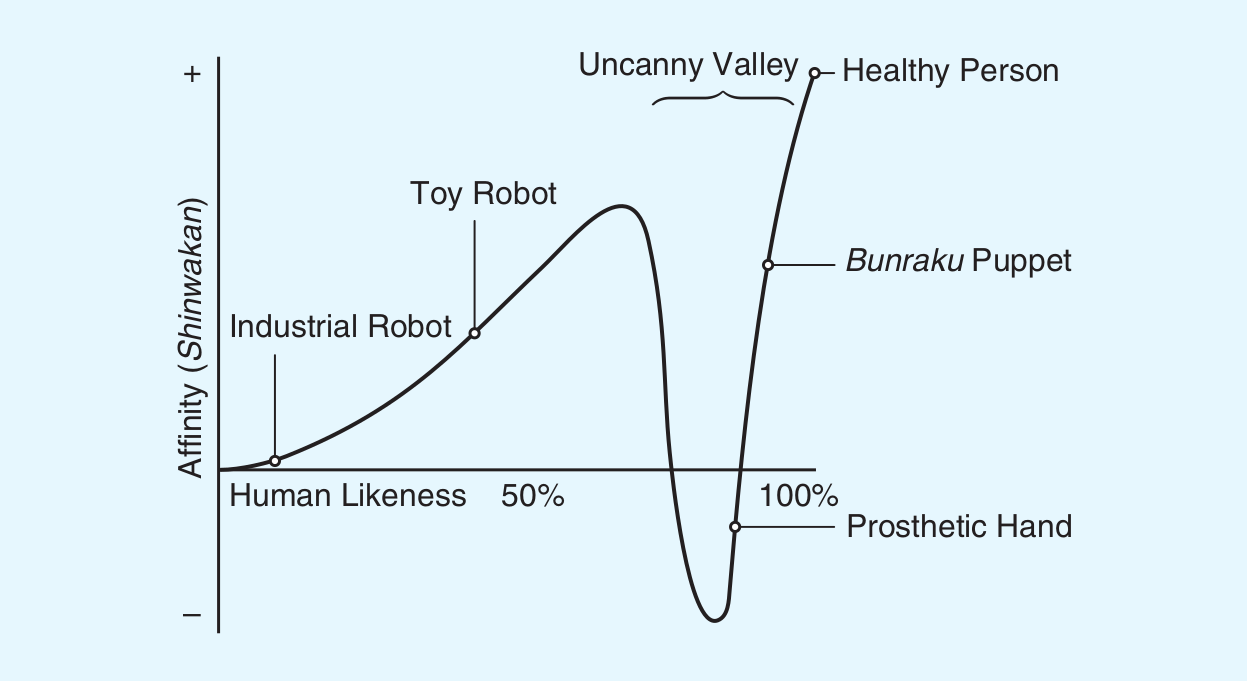 Uncanny Valley
+
Healthy Person
Toy Robot
Bunraku Puppet
Industrial Robot
Affinity (Shinwakan)
Human Likeness 50% 100%
Prosthetic Hand
–